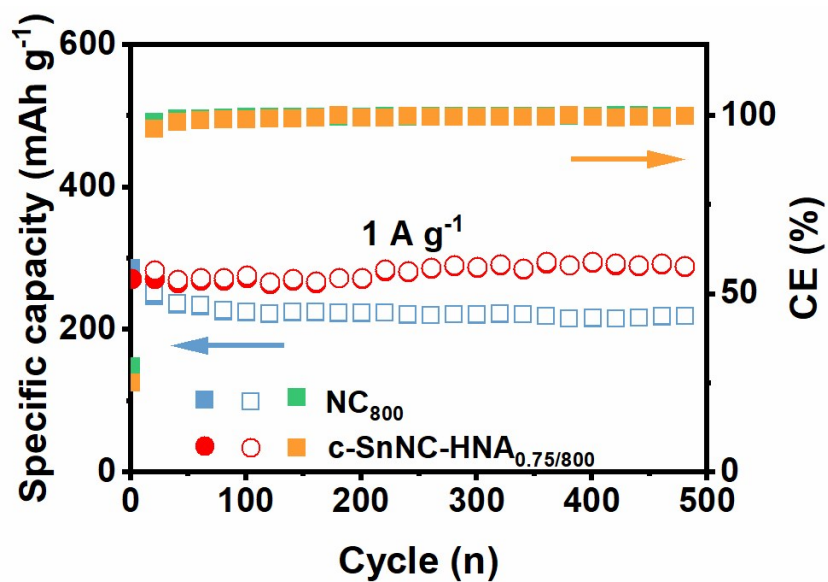 600
400
200
0
Specific capacity (mAh g⁻¹)
100
50
0
CE (%)
1 A g⁻¹
NC₈₀₀
c-SnNC-HNA₀.₇₅/₈₀₀
0 100 200 300 400 500
Cycle (n)